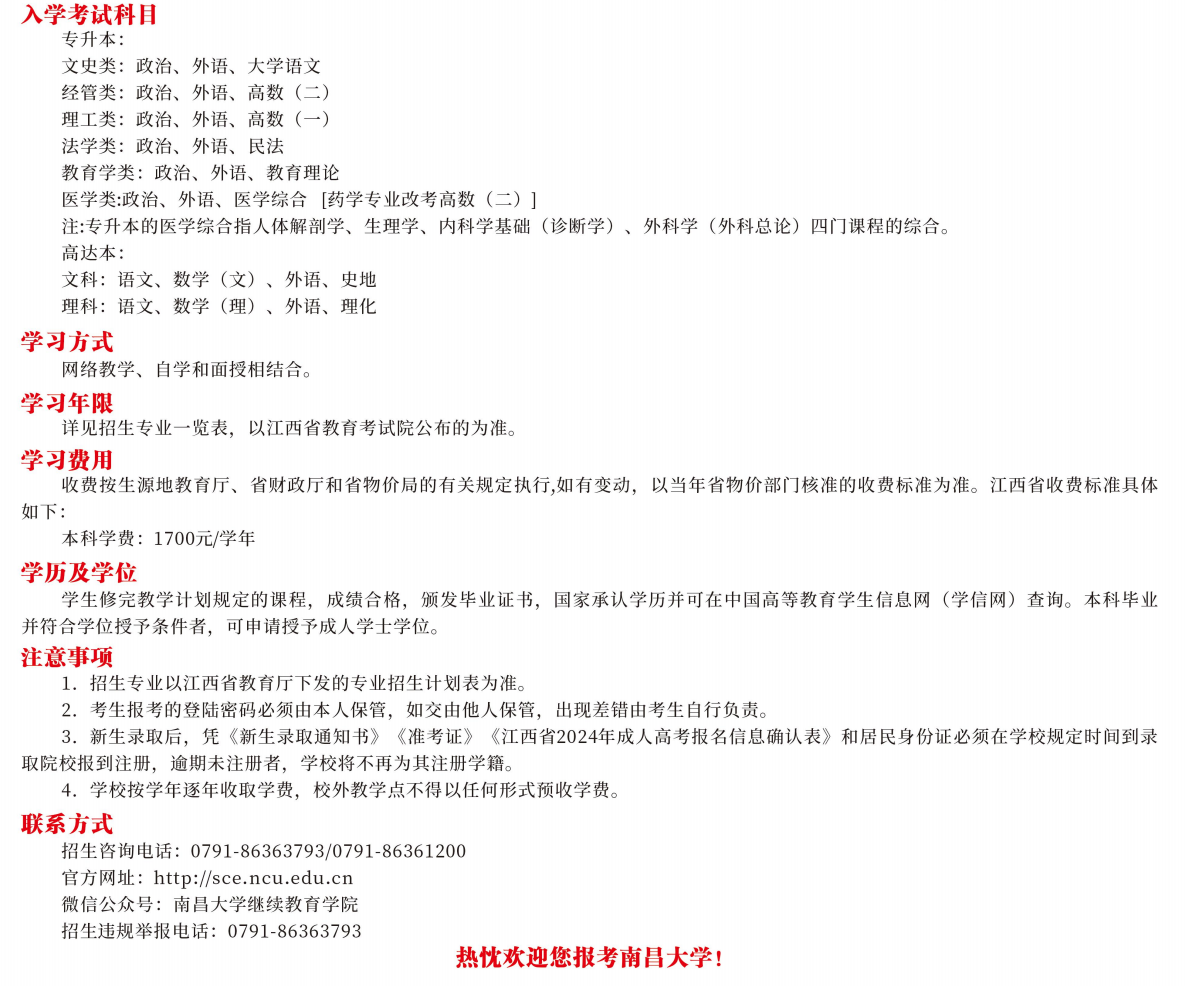 入学考试科目
专升本：
文史类：政治、外语、大学语文
经管类：政治、外语、高数（二）
理工类：政治、外语、高数（一）
法学类：政治、外语、民法
教育学类：政治、外语、教育理论
医学类:政治、外语、医学综合 [药学专业改考高数（二）]
注:专升本的医学综合指人体解剖学、生理学、内科学基础（诊断学）、外科学（外科总论）四门课程的综合。
高达本：
文科：语文、数学（文）、外语、史地
理科：语文、数学（理）、外语、理化
学习方式
网络教学、自学和面授相结合。
学习年限
详见招生专业一览表，以江西省教育考试院公布的为准。
学习费用
收费按生源地教育厅、省财政厅和省物价局的有关规定执行,如有变动，以当年省物价部门核准的收费标准为准。江西省收费标准具体
如下：
本科学费：1700元/学年
学历及学位
学生修完教学计划规定的课程，成绩合格，颁发毕业证书，国家承认学历并可在中国高等教育学生信息网（学信网）查询。本科毕业
并符合学位授予条件者，可申请授予成人学士学位。
注意事项
1．招生专业以江西省教育厅下发的专业招生计划表为准。
2．考生报考的登陆密码必须由本人保管，如交由他人保管，出现差错由考生自行负责。
3．新生录取后，凭《新生录取通知书》《准考证》《江西省2024年成人高考报名信息确认表》和居民身份证必须在学校规定时间到录
取院校报到注册，逾期未注册者，学校将不再为其注册学籍。
4．学校按学年逐年收取学费，校外教学点不得以任何形式预收学费。
联系方式
招生咨询电话：0791-86363793/0791-86361200
官方网址：http://sce.ncu.edu.cn
微信公众号：南昌大学继续教育学院
招生违规举报电话：0791-86363793
热忱欢迎您报考南昌大学！